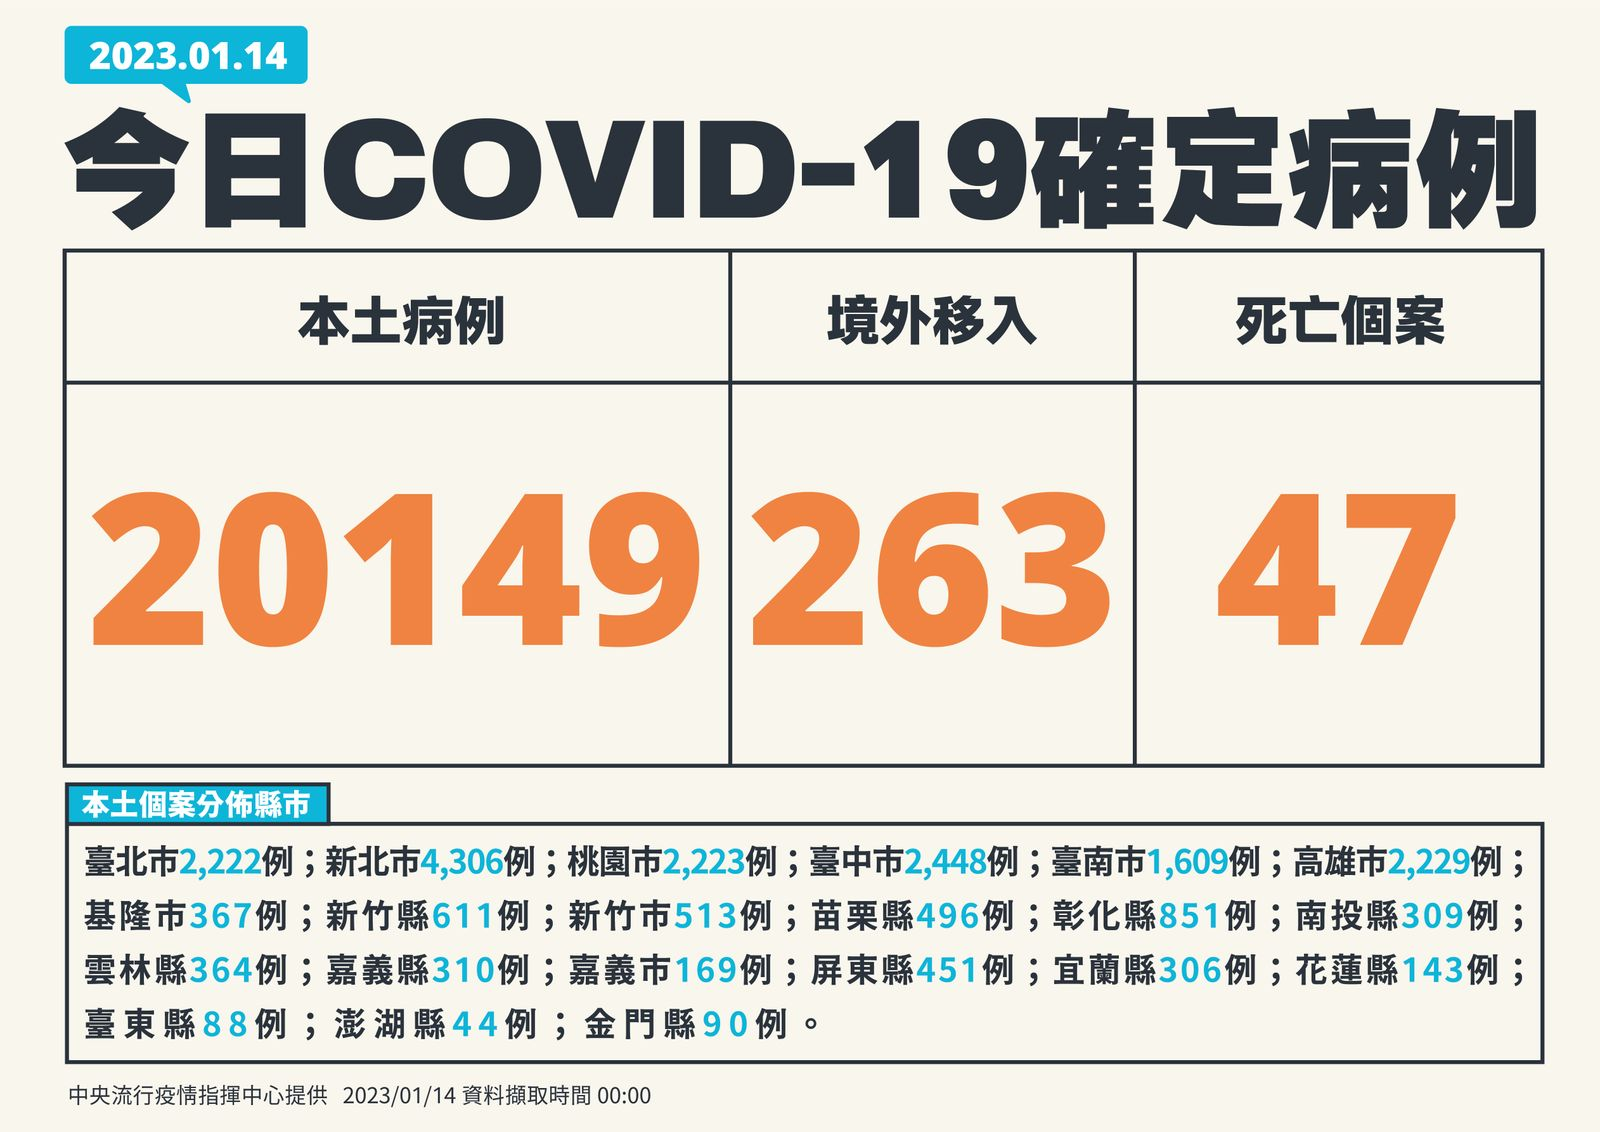 2023.01.14
今日COVID-19確定病例
本土病例 境外移入 死亡個案
20149 263 47
本土個案分佈縣市
臺北市2,222例；新北市4,306例；桃園市2,223例；臺中市2,448例；臺南市1,609例；高雄市2,229例；
基隆市367例；新竹縣611例；新竹市513例；苗栗縣496例；彰化縣851例；南投縣309例；
雲林縣364例；嘉義縣310例；嘉義市169例；屏東縣451例；宜蘭縣306例；花蓮縣143例；
臺東縣88例；澎湖縣44例；金門縣90例。
中央流行疫情指揮中心提供 2023/01/14 資料擷取時間 00:00